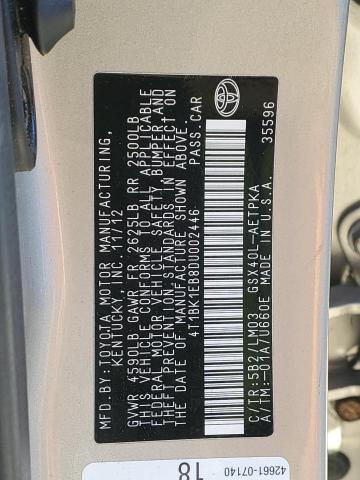 MFD. BY: TOYOTA MOTOR MANUFACTURING,
KENTUCKY, INC. 11/12
GVWR 4590LB GAWR FR 2625LB RR 2500LB
THIS VEHICLE CONFORMS TO ALL APPLICABLE
FEDERAL MOTOR VEHICLE SAFETY, BUMPER, AND
THEFT PREVENTION STANDARDS IN EFFECT ON
THE DATE OF MANUFACTURE SHOWN ABOVE.
4T1BK1EB8DU002446 PASS.CAR
C/TR:5B2/LM03 GSX40L-AETPKA
A/TM:-01A/U660E MADE IN U.S.A. 35596
42661-07140
18